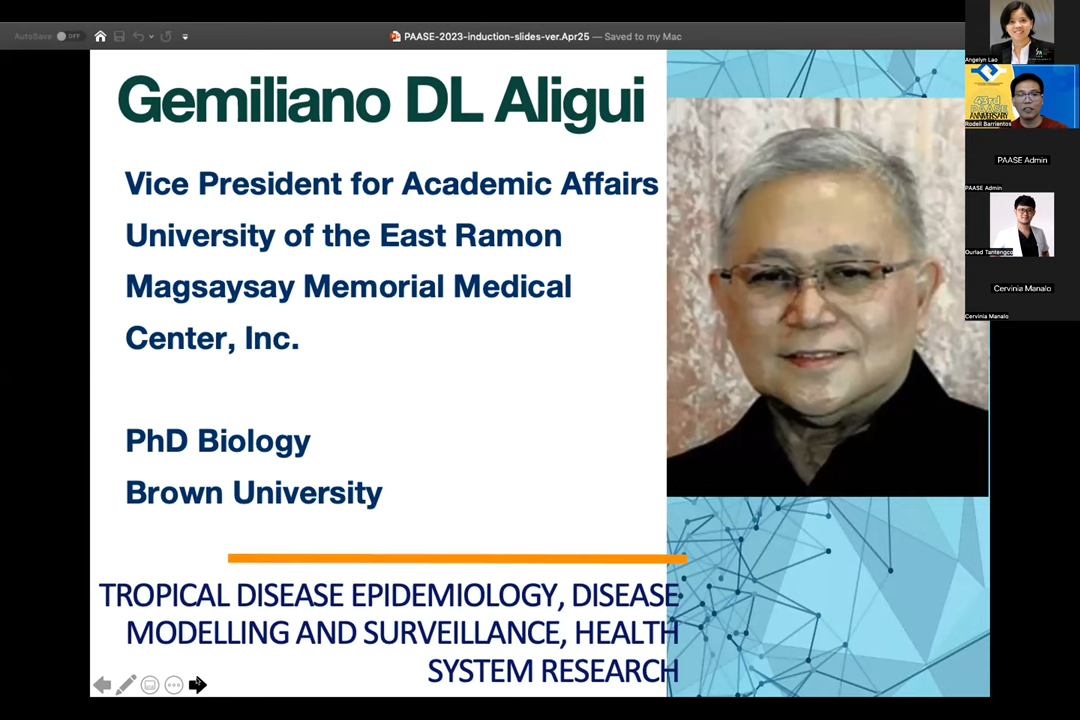 AutoSave
OFF
PAASE-2023-induction-slides-ver.Apr25 — Saved to my Mac
Gemiliano DL Aligui
Vice President for Academic Affairs
University of the East Ramon
Magsaysay Memorial Medical
Center, Inc.
PhD Biology
Brown University
TROPICAL DISEASE EPIDEMIOLOGY, DISEASE
MODELLING AND SURVEILLANCE, HEALTH
SYSTEM RESEARCH
Angelyn Lao
43rd
PAASE
ANNIVERSARY
Rodell Barrientos
PAASE Admin
PAASE Admin
Ourlad Tantengco
Cervinia Manalo
Cervinia Manalo